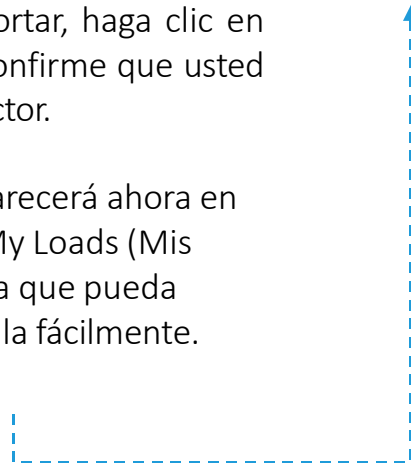 ortar, haga clic en
onfirme que usted
ctor.
arecerá ahora en
My Loads (Mis
a que pueda
la fácilmente.